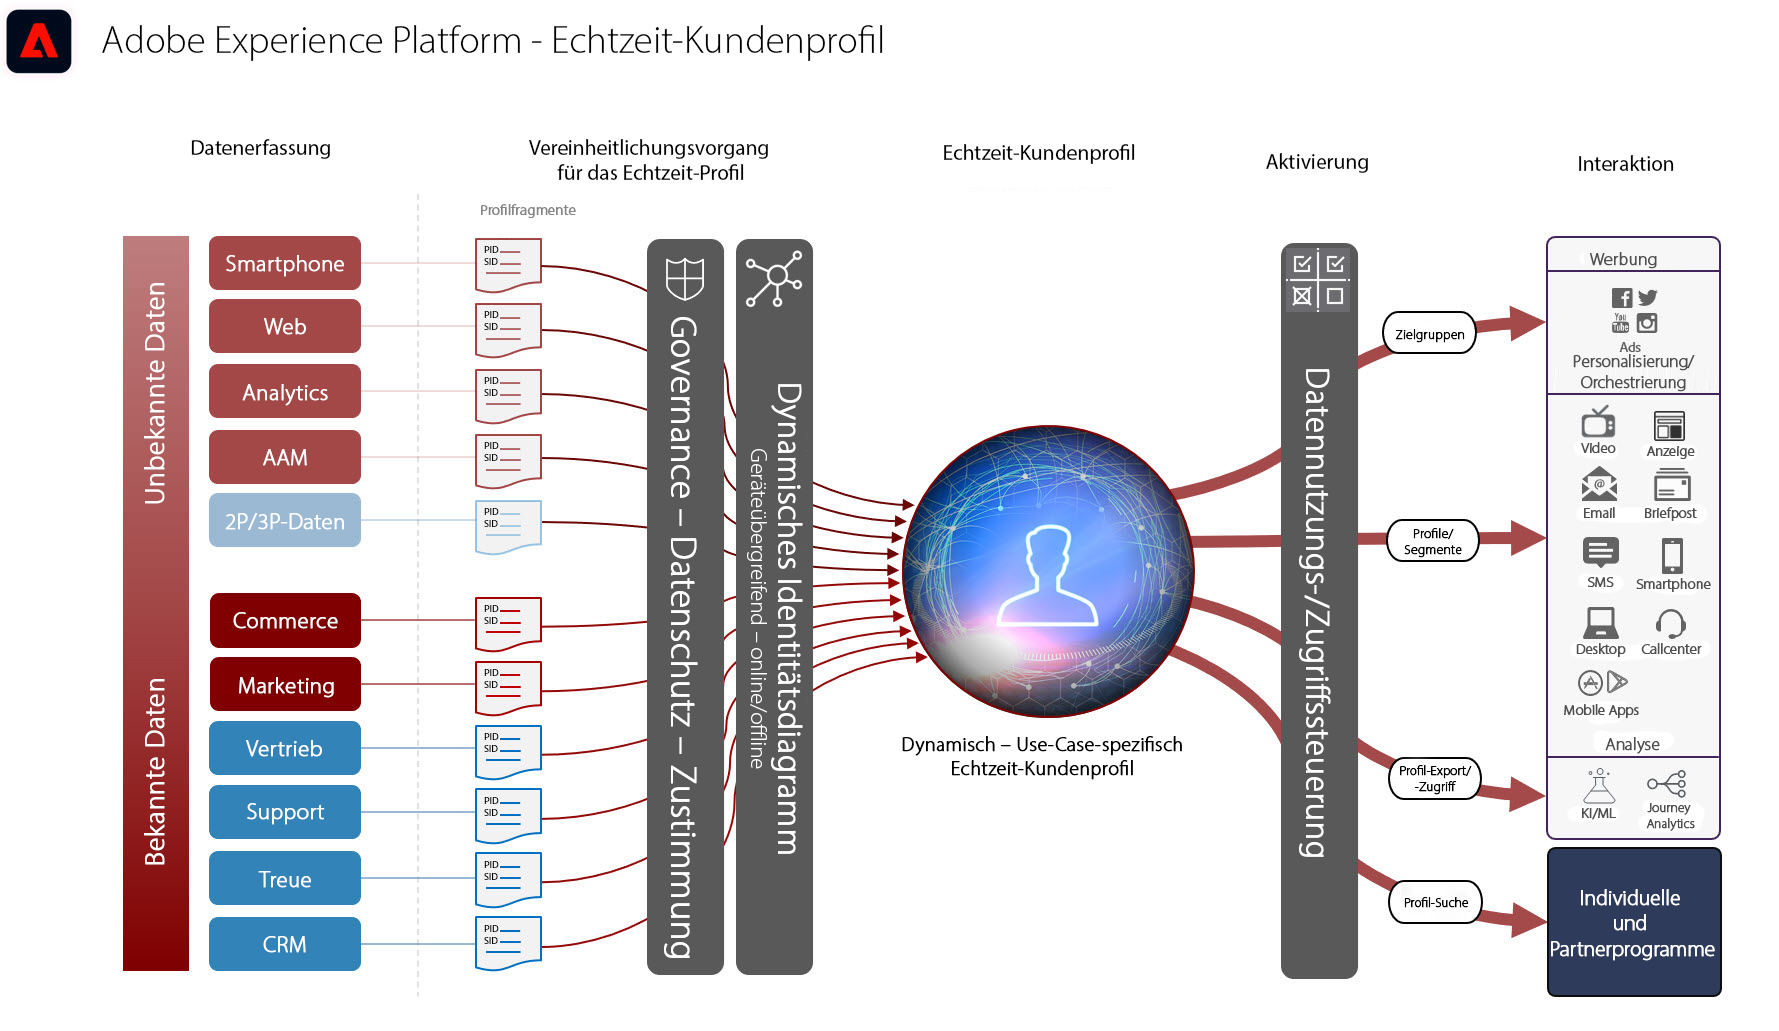 Adobe Experience Platform - Echtzeit-Kundenprofil
Datenerfassung
Vereinheitlichungsvorgang
für das Echtzeit-Profil
Echtzeit-Kundenprofil
Aktivierung
Interaktion
Profilfragmente
Unbekannte Daten
Bekannte Daten
Smartphone
Web
Analytics
AAM
2P/3P-Daten
Commerce
Marketing
Vertrieb
Support
Treue
CRM
PID
SID
PID
SID
PID
SID
PID
SID
PID
SID
PID
SID
PID
SID
PID
SID
PID
SID
PID
SID
PID
SID
Governance – Datenschutz – Zustimmung
Dynamisches Identitätsdiagramm
Geräteübergreifend – online/offline
Dynamisch – Use-Case-spezifisch
Echtzeit-Kundenprofil
Datennutzungs-/Zugriffssteuerung
Zielgruppen
Profile/
Segmente
Profil-Export/
-Zugriff
Profil-Suche
Werbung
You
Tube
Ads
Personalisierung/
Orchestrierung
Video
Anzeige
@
Email
Briefpost
SMS
Smartphone
Desktop
Callcenter
Mobile Apps
Analyse
KI/ML
Journey
Analytics
Individuelle
und
Partnerprogramme